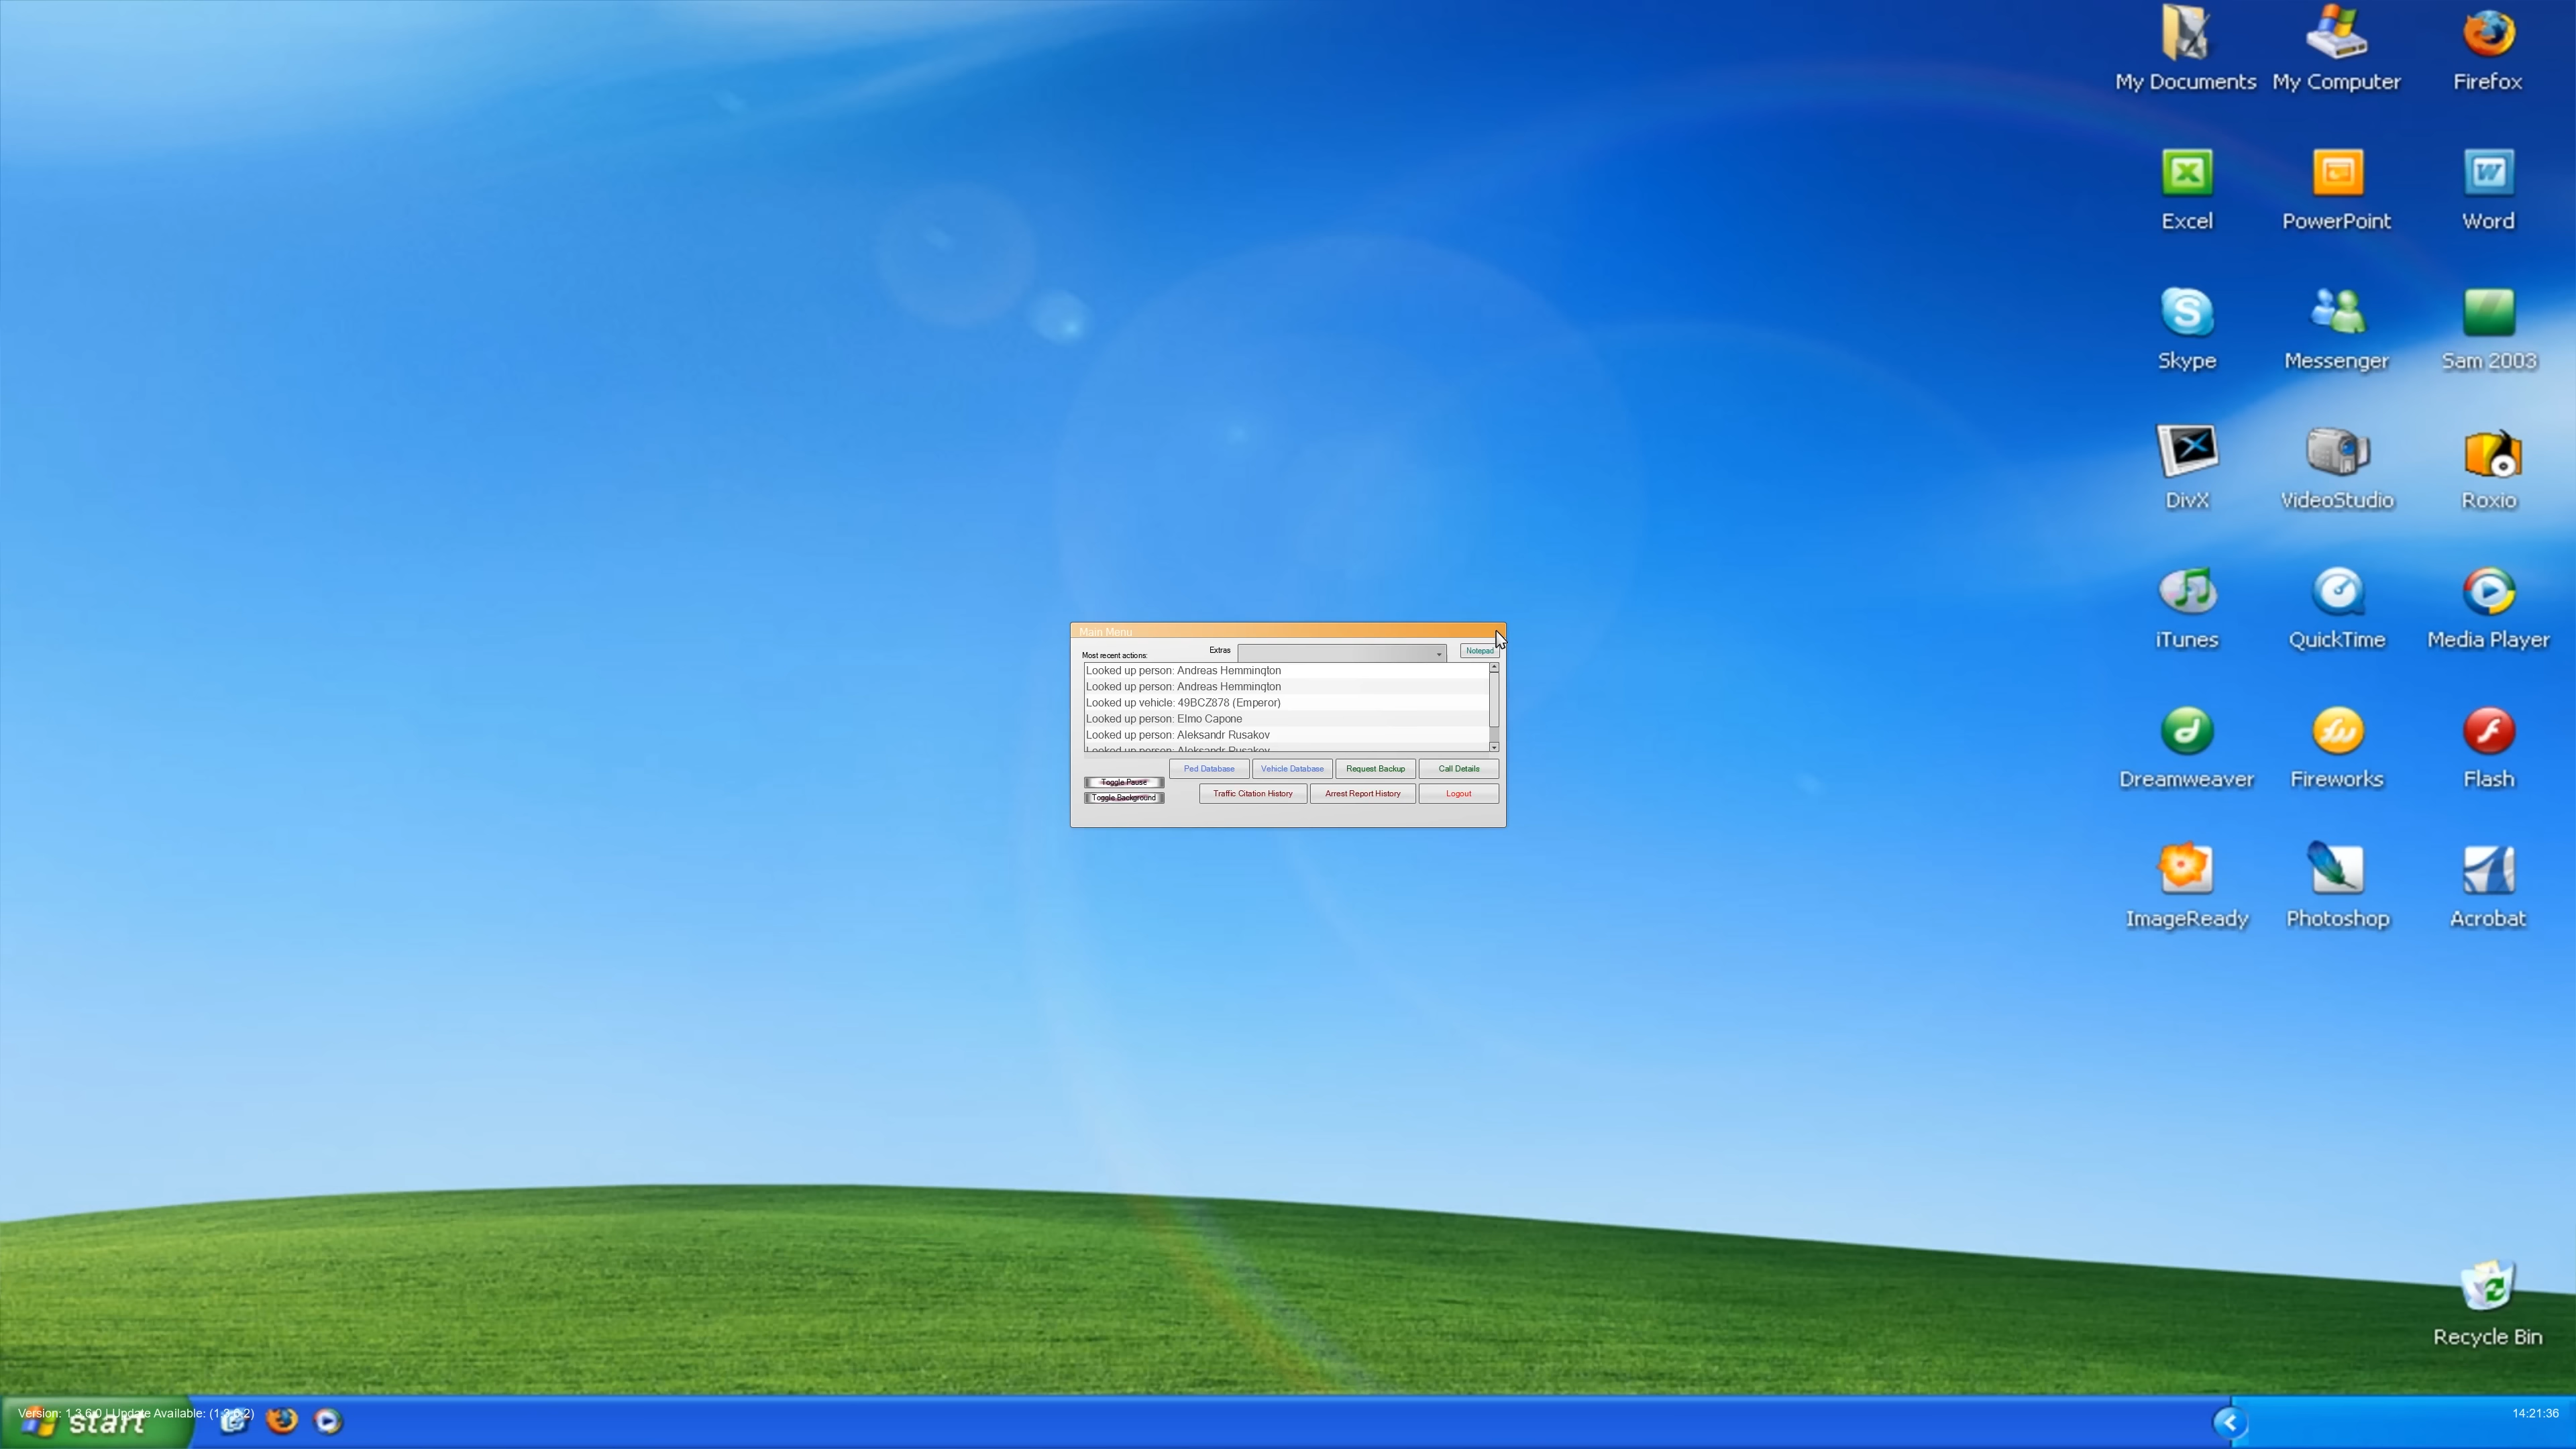 My Documents My Computer Firefox
Excel PowerPoint Word
Skype Messenger Sam 2003
DivX VideoStudio Roxio
iTunes QuickTime Media Player
Dreamweaver Fireworks Flash
ImageReady Photoshop Acrobat
Main Menu
Most recent actions: Extras Notepad
Looked up person: Andreas Hemmington
Looked up person: Andreas Hemmington
Looked up vehicle: 49BCZ878 (Emperor)
Looked up person: Elmo Capone
Looked up person: Aleksandr Rusakov
Looked up person: Aleksandr Rusakov
Ped Database Vehicle Database Request Backup Call Details
Toggle Pause
Toggle Background Traffic Citation History Arrest Report History Logout
Recycle Bin
Version: 1.3.6.0 | Update Available: (1.3.6.2)
start
14:21:36